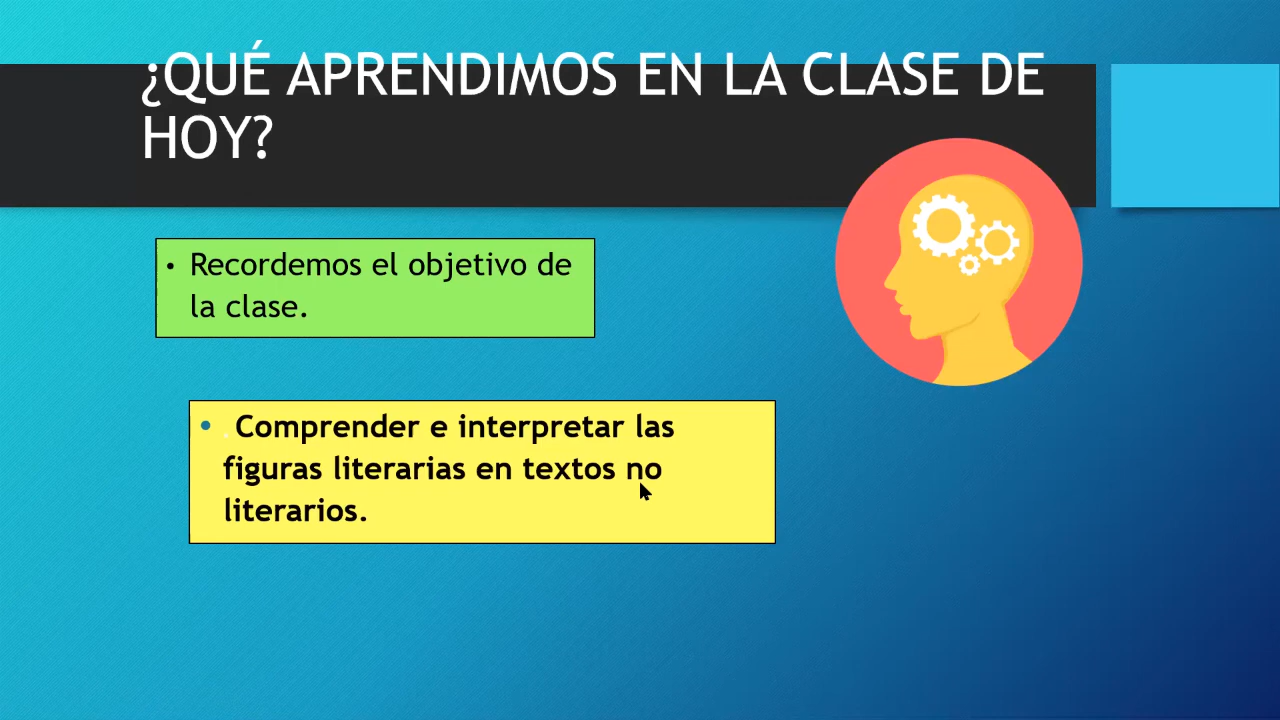 ¿QUÉ APRENDIMOS EN LA CLASE DE
HOY?
• Recordemos el objetivo de
la clase.
• . Comprender e interpretar las
figuras literarias en textos no
literarios.